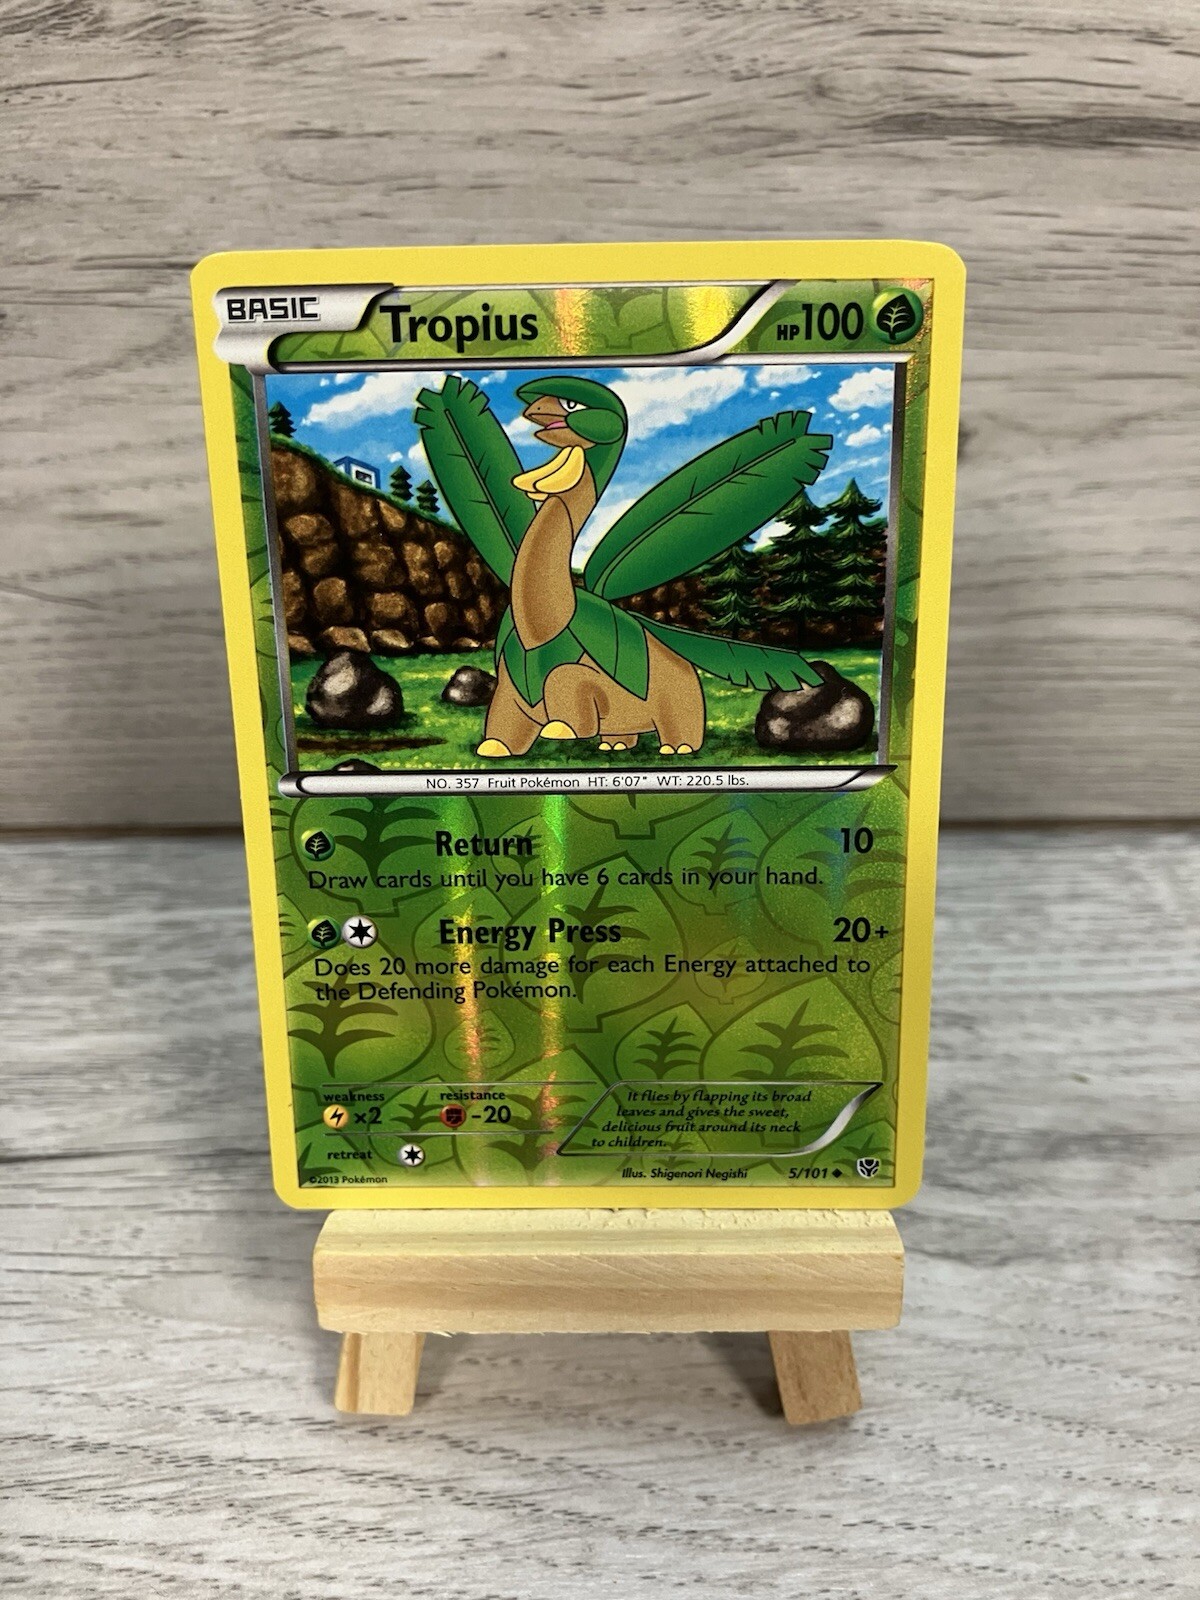 BASIC
Tropius
HP100
NO. 357 Fruit Pokémon HT: 6'07" WT: 220.5 lbs.
Return 10
Draw cards until you have 6 cards in your hand.
Energy Press 20+
Does 20 more damage for each Energy attached to
the Defending Pokémon.
weakness
×2
resistance
-20
retreat
It flies by flapping its broad
leaves and gives the sweet,
delicious fruit around its neck
to children.
©2013 Pokémon
Illus. Shigenori Negishi
5/101